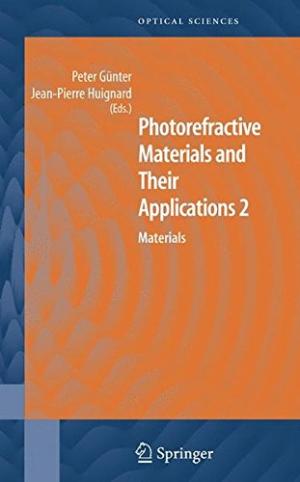 OPTICAL SCIENCES
Peter Günter
Jean-Pierre Huignard
(Eds.)
Photorefractive
Materials and
Their
Applications 2
Materials
Springer